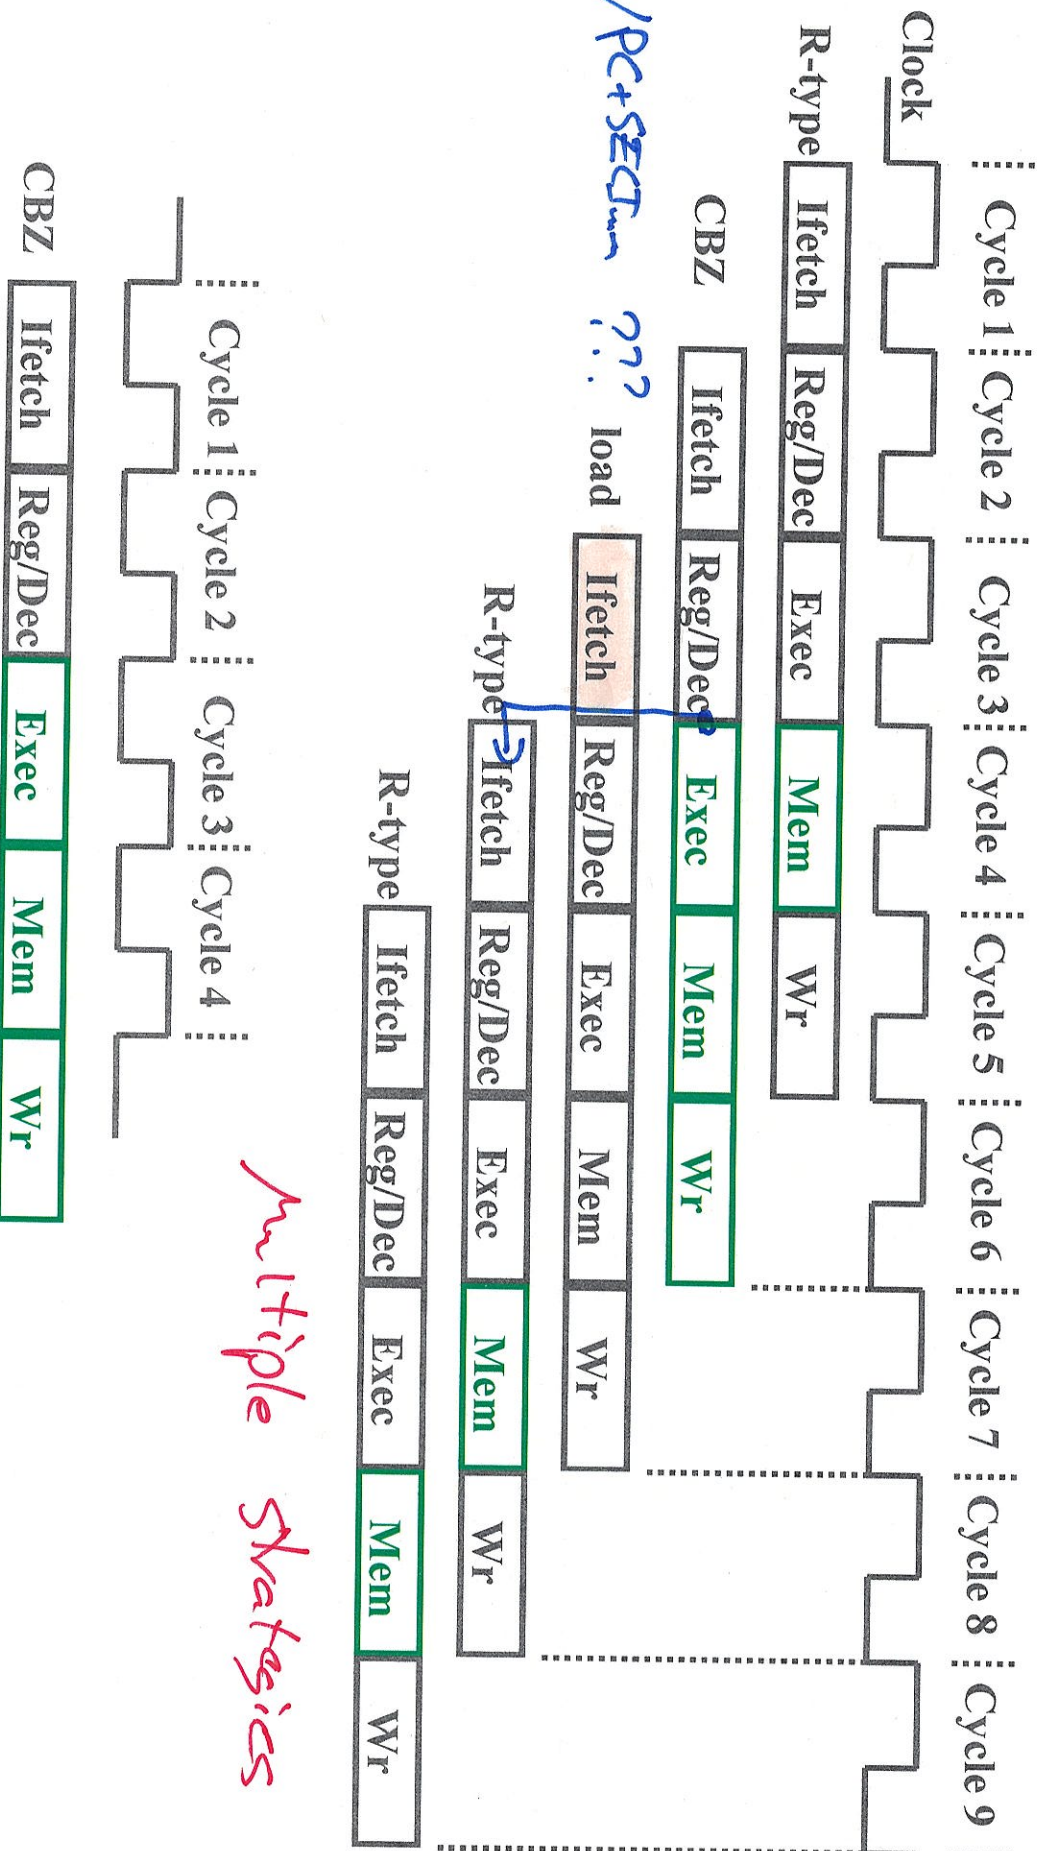 Cycle 1 Cycle 2 Cycle 3 Cycle 4 Cycle 5 Cycle 6 Cycle 7 Cycle 8 Cycle 9
Clock
R-type Ifetch Reg/Dec Exec Mem Wr
CBZ Ifetch Reg/Dec Exec Mem Wr
/PC+SE(Imm ??? load Ifetch Reg/Dec Exec Mem Wr
R-type Ifetch Reg/Dec Exec Mem Wr
R-type Ifetch Reg/Dec Exec Mem Wr
Multiple strategies
Cycle 1 Cycle 2 Cycle 3 Cycle 4
CBZ Ifetch Reg/Dec Exec Mem Wr